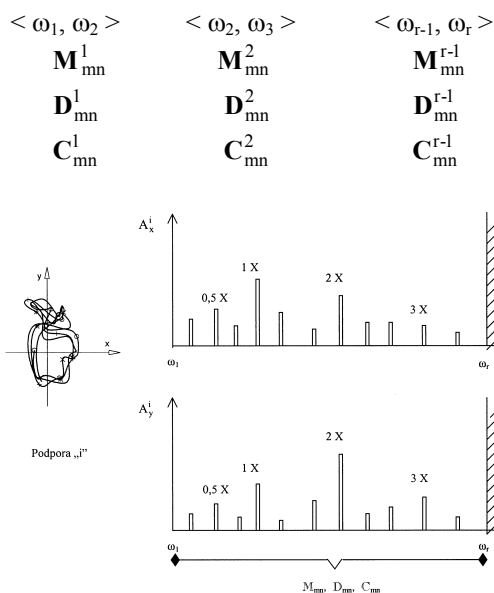 < ω1, ω2 > < ω2, ω3 > < ωr-1, ωr >
M¹mn M²mn Mʳ⁻¹mn
D¹mn D²mn Dʳ⁻¹mn
C¹mn C²mn Cʳ⁻¹mn
Aⁱx
1 X
2 X
0,5 X
3 X
y
x
ω1 ωr
Aⁱy
2 X
Podpora „i”
1 X
3 X
0,5 X
ω1 ωr
Mmn, Dmn, Cmn